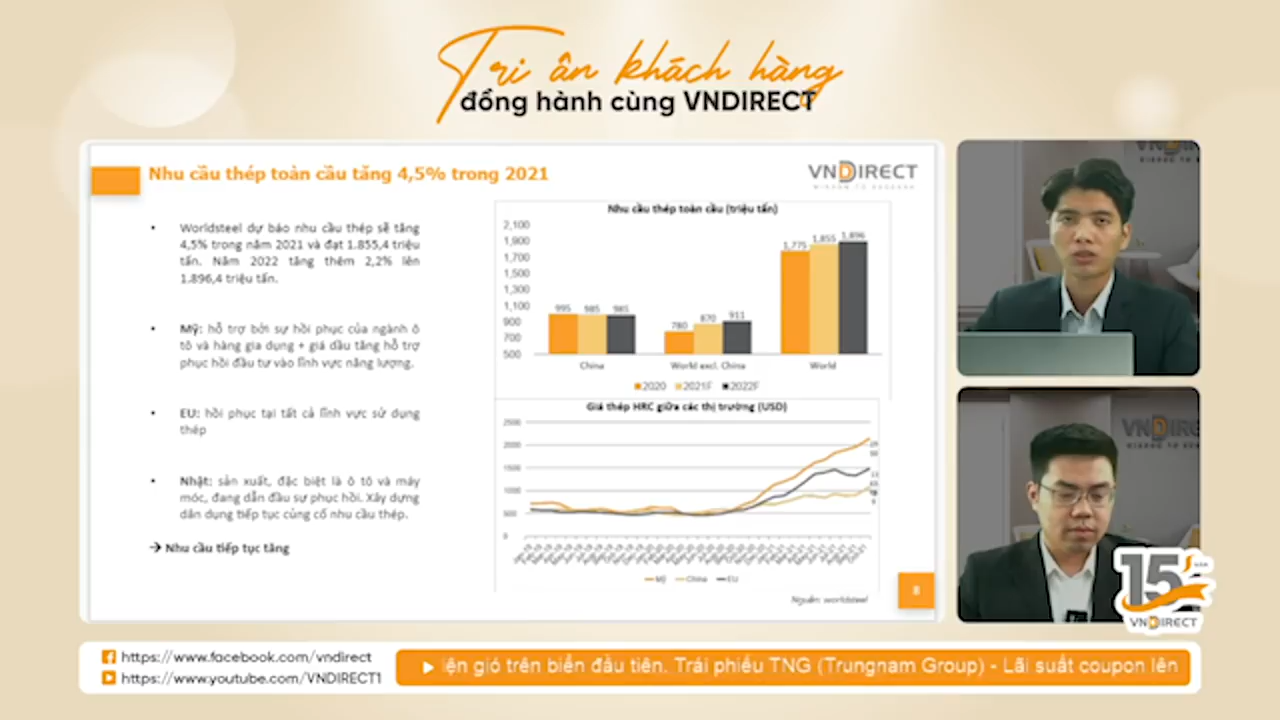 Tri ân khách hàng
đồng hành cùng VNDIRECT
Nhu cầu thép toàn cầu tăng 4,5% trong 2021
VNDIRECT
WISDOM TO SUCCESS
• Worldsteel dự báo nhu cầu thép sẽ tăng
4,5% trong năm 2021 và đạt 1.855,4 triệu
tấn. Năm 2022 tăng thêm 2,2% lên
1.896,4 triệu tấn.
• Mỹ: hỗ trợ bởi sự hồi phục của ngành ô
tô và hàng gia dụng + giá dầu tăng hỗ trợ
phục hồi đầu tư vào lĩnh vực năng lượng.
• EU: hồi phục tại tất cả lĩnh vực sử dụng
thép
• Nhật: sản xuất, đặc biệt là ô tô và máy
móc, đang dẫn đầu sự phục hồi. Xây dựng
dân dụng tiếp tục củng cố nhu cầu thép.
→ Nhu cầu tiếp tục tăng
Nhu cầu thép toàn cầu (triệu tấn)
2,100
1,900
1,700
1,500
1,300
1,100
900
700
500
995 985 985
780 870 911
1,775 1,855 1,896
China World excl. China World
2020 2021F 2022F
Giá thép HRC giữa các thị trường (USD)
2500
2000
1500
1000
500
0
Mỹ China EU
Nguồn: worldsteel
8
15 NĂM
VNDIRECT
https://www.facebook.com/vndirect
https://www.youtube.com/VNDIRECT1
iện gió trên biển đầu tiên. Trái phiếu TNG (Trungnam Group) - Lãi suất coupon lên